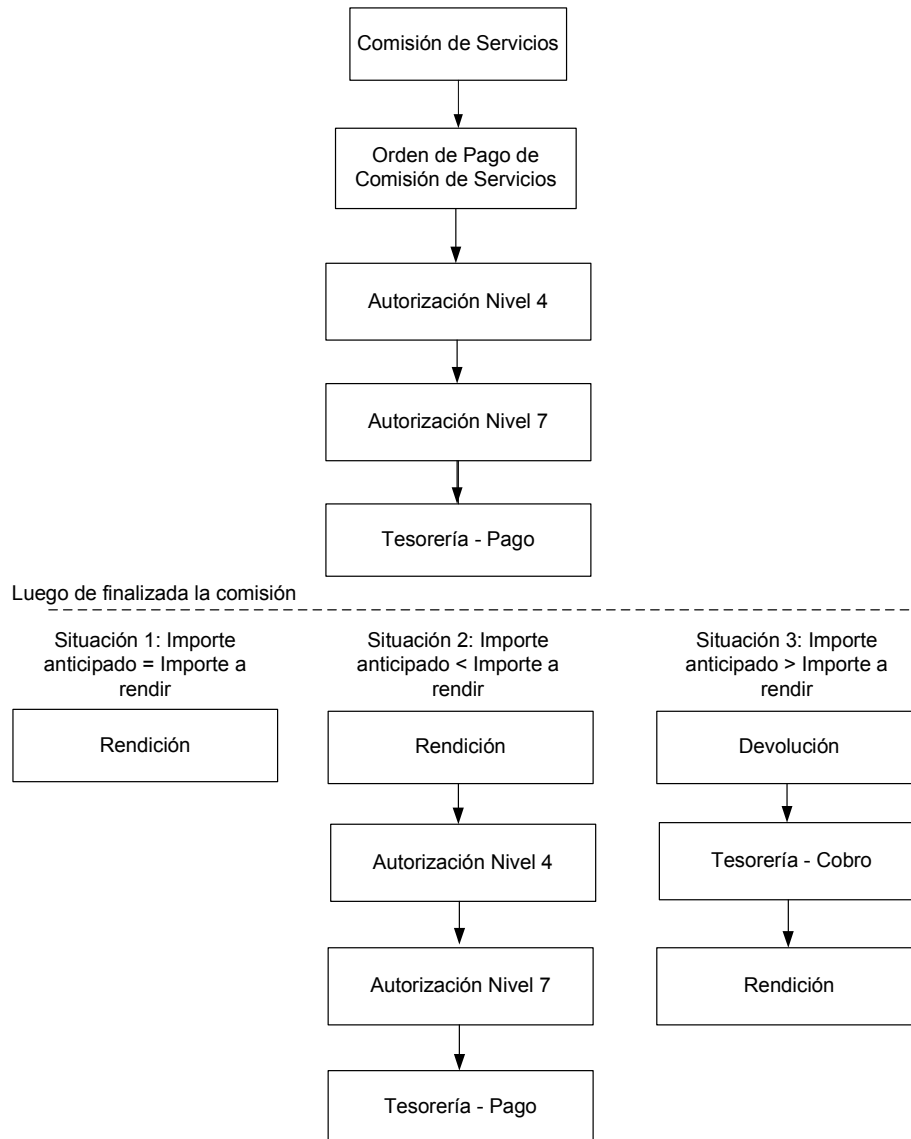 Comisión de Servicios
Orden de Pago de
Comisión de Servicios
Autorización Nivel 4
Autorización Nivel 7
Tesorería - Pago
Luego de finalizada la comisión
Situación 1: Importe
anticipado = Importe a
rendir
Rendición
Situación 2: Importe
anticipado < Importe a
rendir
Rendición
Autorización Nivel 4
Autorización Nivel 7
Tesorería - Pago
Situación 3: Importe
anticipado > Importe a
rendir
Devolución
Tesorería - Cobro
Rendición